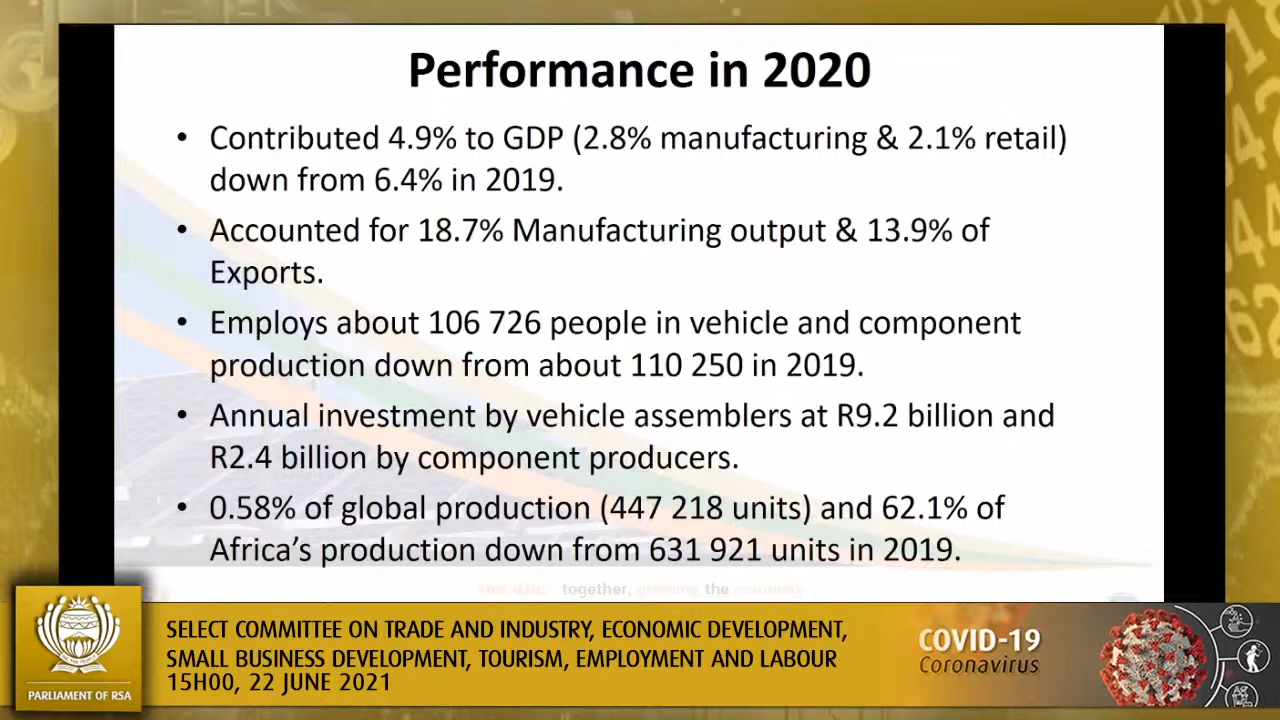 Performance in 2020
• Contributed 4.9% to GDP (2.8% manufacturing & 2.1% retail)
down from 6.4% in 2019.
• Accounted for 18.7% Manufacturing output & 13.9% of
Exports.
• Employs about 106 726 people in vehicle and component
production down from about 110 250 in 2019.
• Annual investment by vehicle assemblers at R9.2 billion and
R2.4 billion by component producers.
• 0.58% of global production (447 218 units) and 62.1% of
Africa's production down from 631 921 units in 2019.
together, growing the
SELECT COMMITTEE ON TRADE AND INDUSTRY, ECONOMIC DEVELOPMENT,
SMALL BUSINESS DEVELOPMENT, TOURISM, EMPLOYMENT AND LABOUR
15H00, 22 JUNE 2021
PARLIAMENT OF RSA
COVID-19
Coronavirus